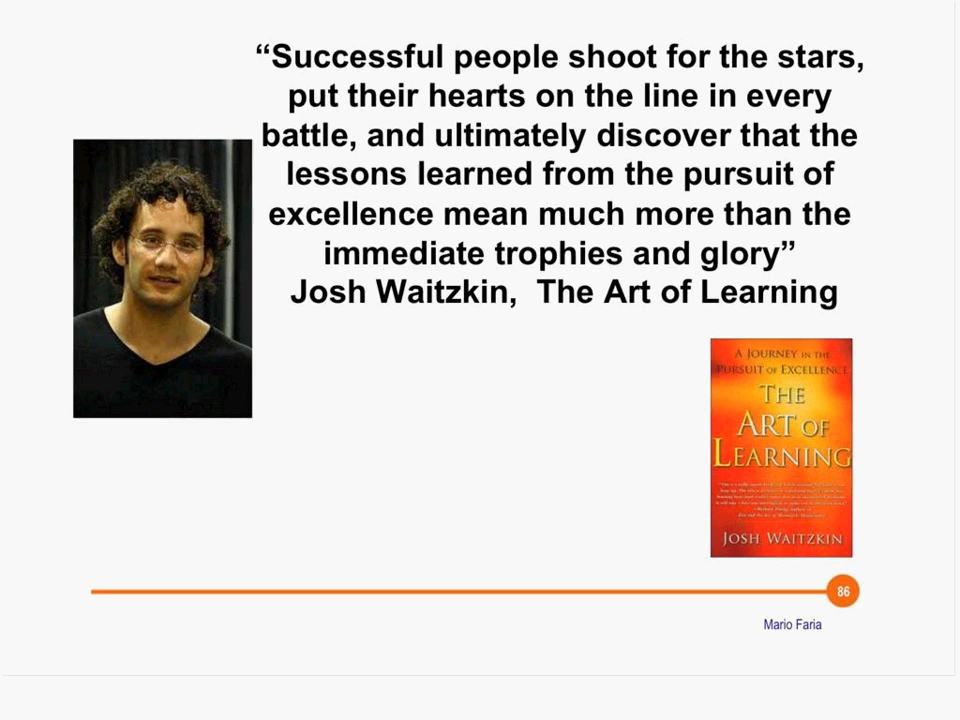 “Successful people shoot for the stars,
put their hearts on the line in every
battle, and ultimately discover that the
lessons learned from the pursuit of
excellence mean much more than the
immediate trophies and glory”
Josh Waitzkin, The Art of Learning
A JOURNEY IN THE
PURSUIT OF EXCELLENCE
THE
ART OF
LEARNING
JOSH WAITZKIN
86
Mario Faria